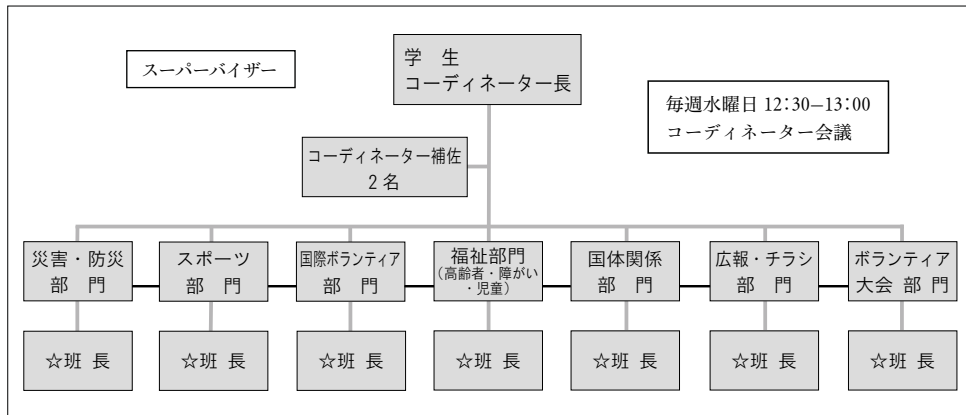 スーパーバイザー
学 生
コーディネーター長
毎週水曜日 12:30–13:00
コーディネーター会議
コーディネーター補佐
2 名
災害・防災
部 門
スポーツ
部 門
国際ボランティア
部 門
福祉部門
(高齢者・障がい
・児童)
国体関係
部 門
広報・チラシ
部 門
ボランティア
大会 部 門
☆班 長
☆班 長
☆班 長
☆班 長
☆班 長
☆班 長
☆班 長